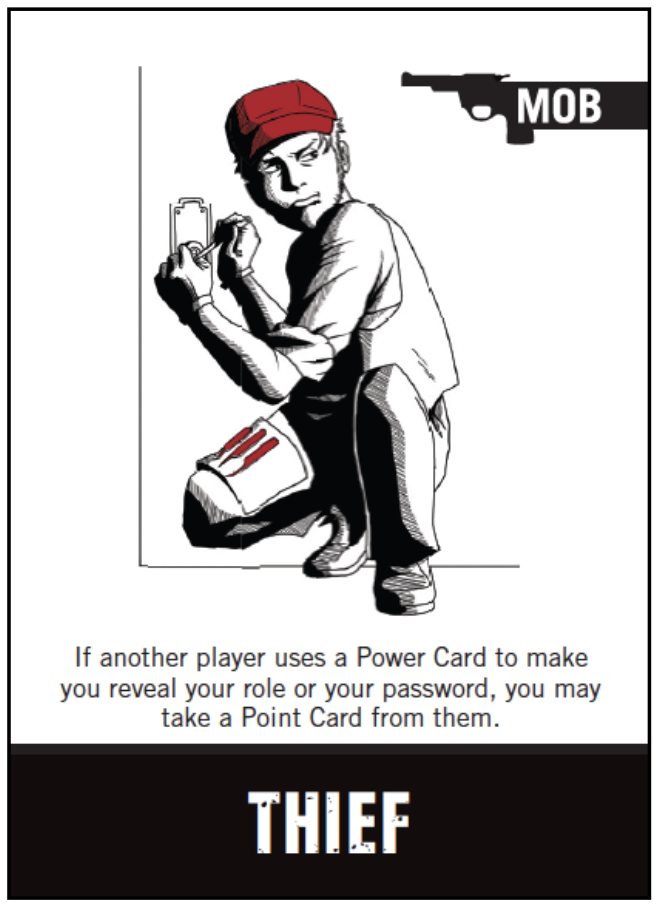 MOB
If another player uses a Power Card to make
you reveal your role or your password, you may
take a Point Card from them.
THIEF